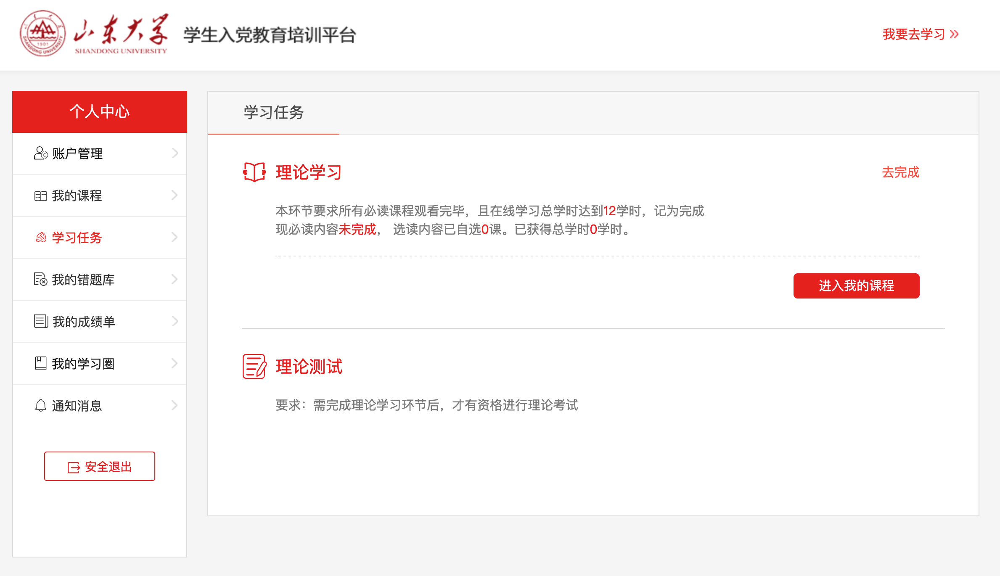 山东大学
SHANDONG UNIVERSITY
SHANDONG UNIVERSITY
1901
学生入党教育培训平台
我要去学习
个人中心
账户管理
我的课程
学习任务
我的错题库
我的成绩单
我的学习圈
通知消息
安全退出
学习任务
理论学习
去完成
本环节要求所有必读课程观看完毕，且在线学习总学时达到12学时，记为完成
现必读内容未完成， 选读内容已自选0课。已获得总学时0学时。
进入我的课程
理论测试
要求：需完成理论学习环节后，才有资格进行理论考试